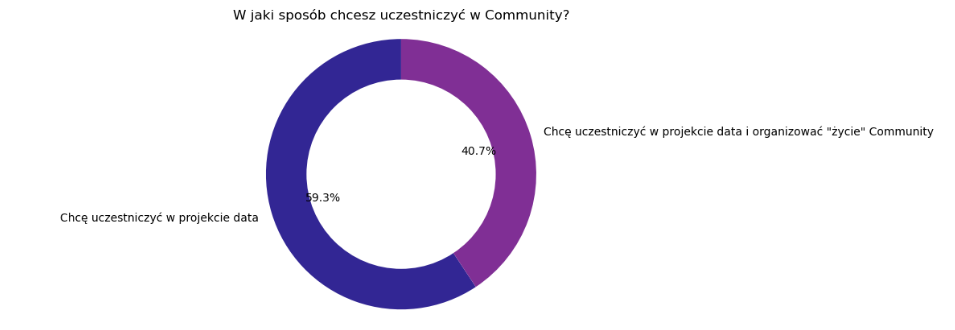 W jaki sposób chcesz uczestniczyć w Community?
Chcę uczestniczyć w projekcie data i organizować "życie" Community
40.7%
59.3%
Chcę uczestniczyć w projekcie data